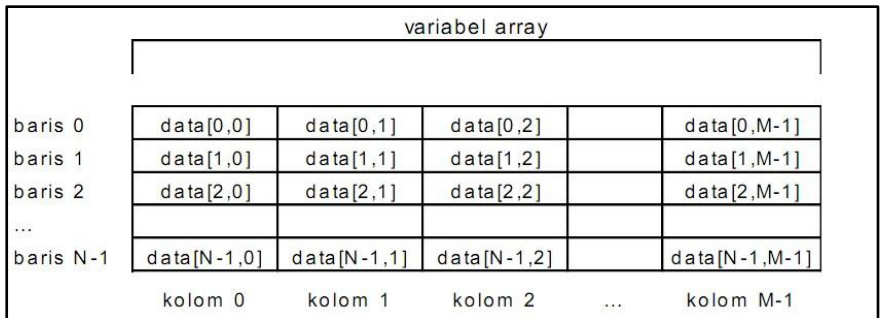 variabel array
baris 0 data[0,0] data[0,1] data[0,2] data[0,M-1]
baris 1 data[1,0] data[1,1] data[1,2] data[1,M-1]
baris 2 data[2,0] data[2,1] data[2,2] data[2,M-1]
...
baris N-1 data[N-1,0] data[N-1,1] data[N-1,2] data[N-1,M-1]
kolom 0 kolom 1 kolom 2 ... kolom M-1